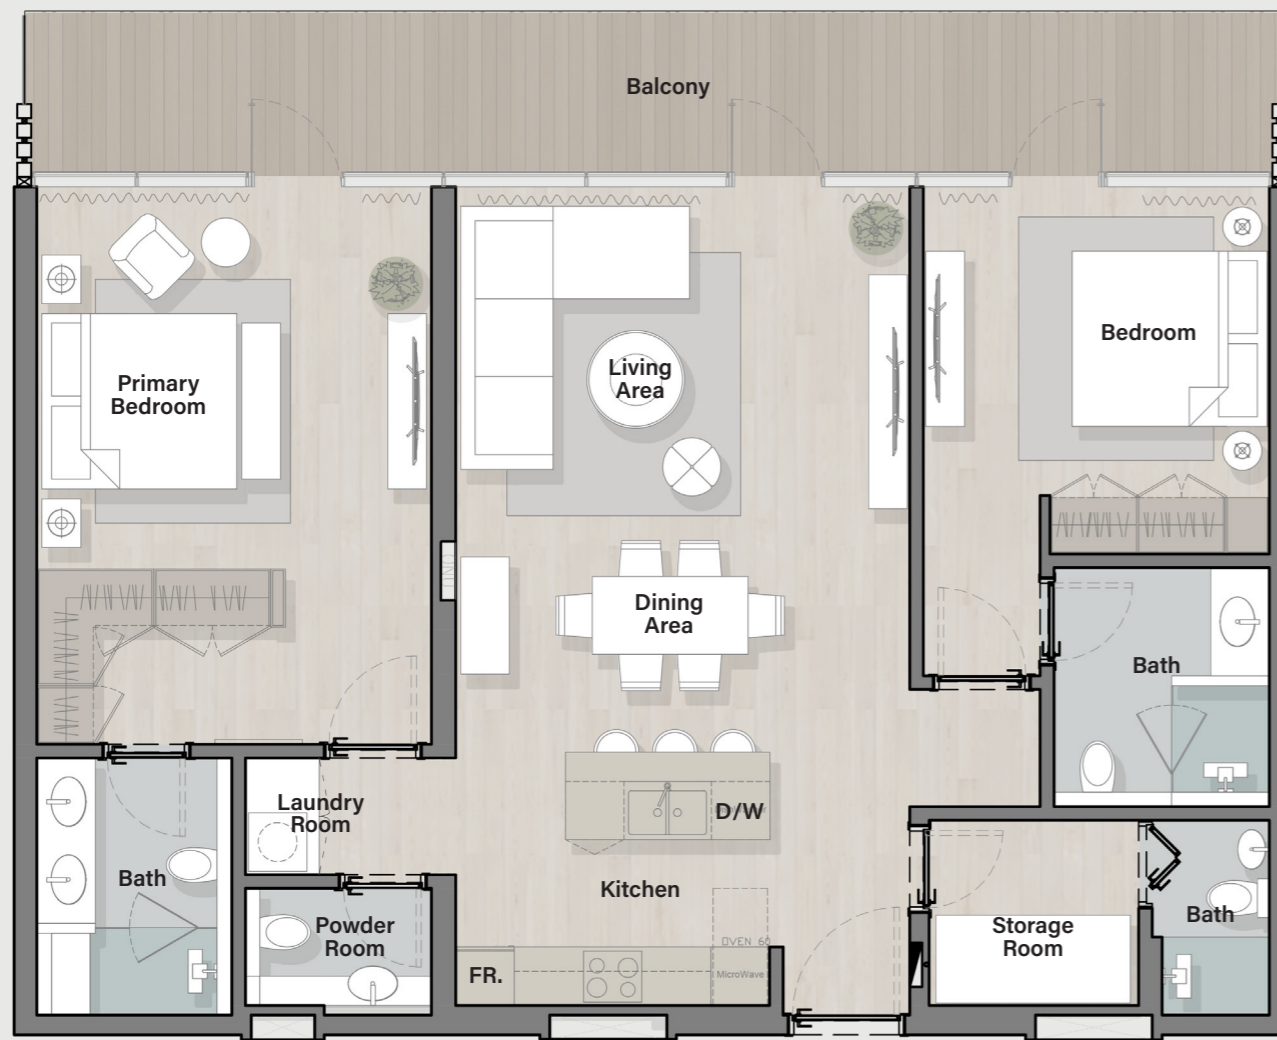 Balcony
Primary
Bedroom
Living
Area
Bedroom
Dining
Area
Bath
Laundry
Room
D/W
Bath
Kitchen
Powder
Room
Storage
Room
Bath
OVEN 60
FR.
MicroWave